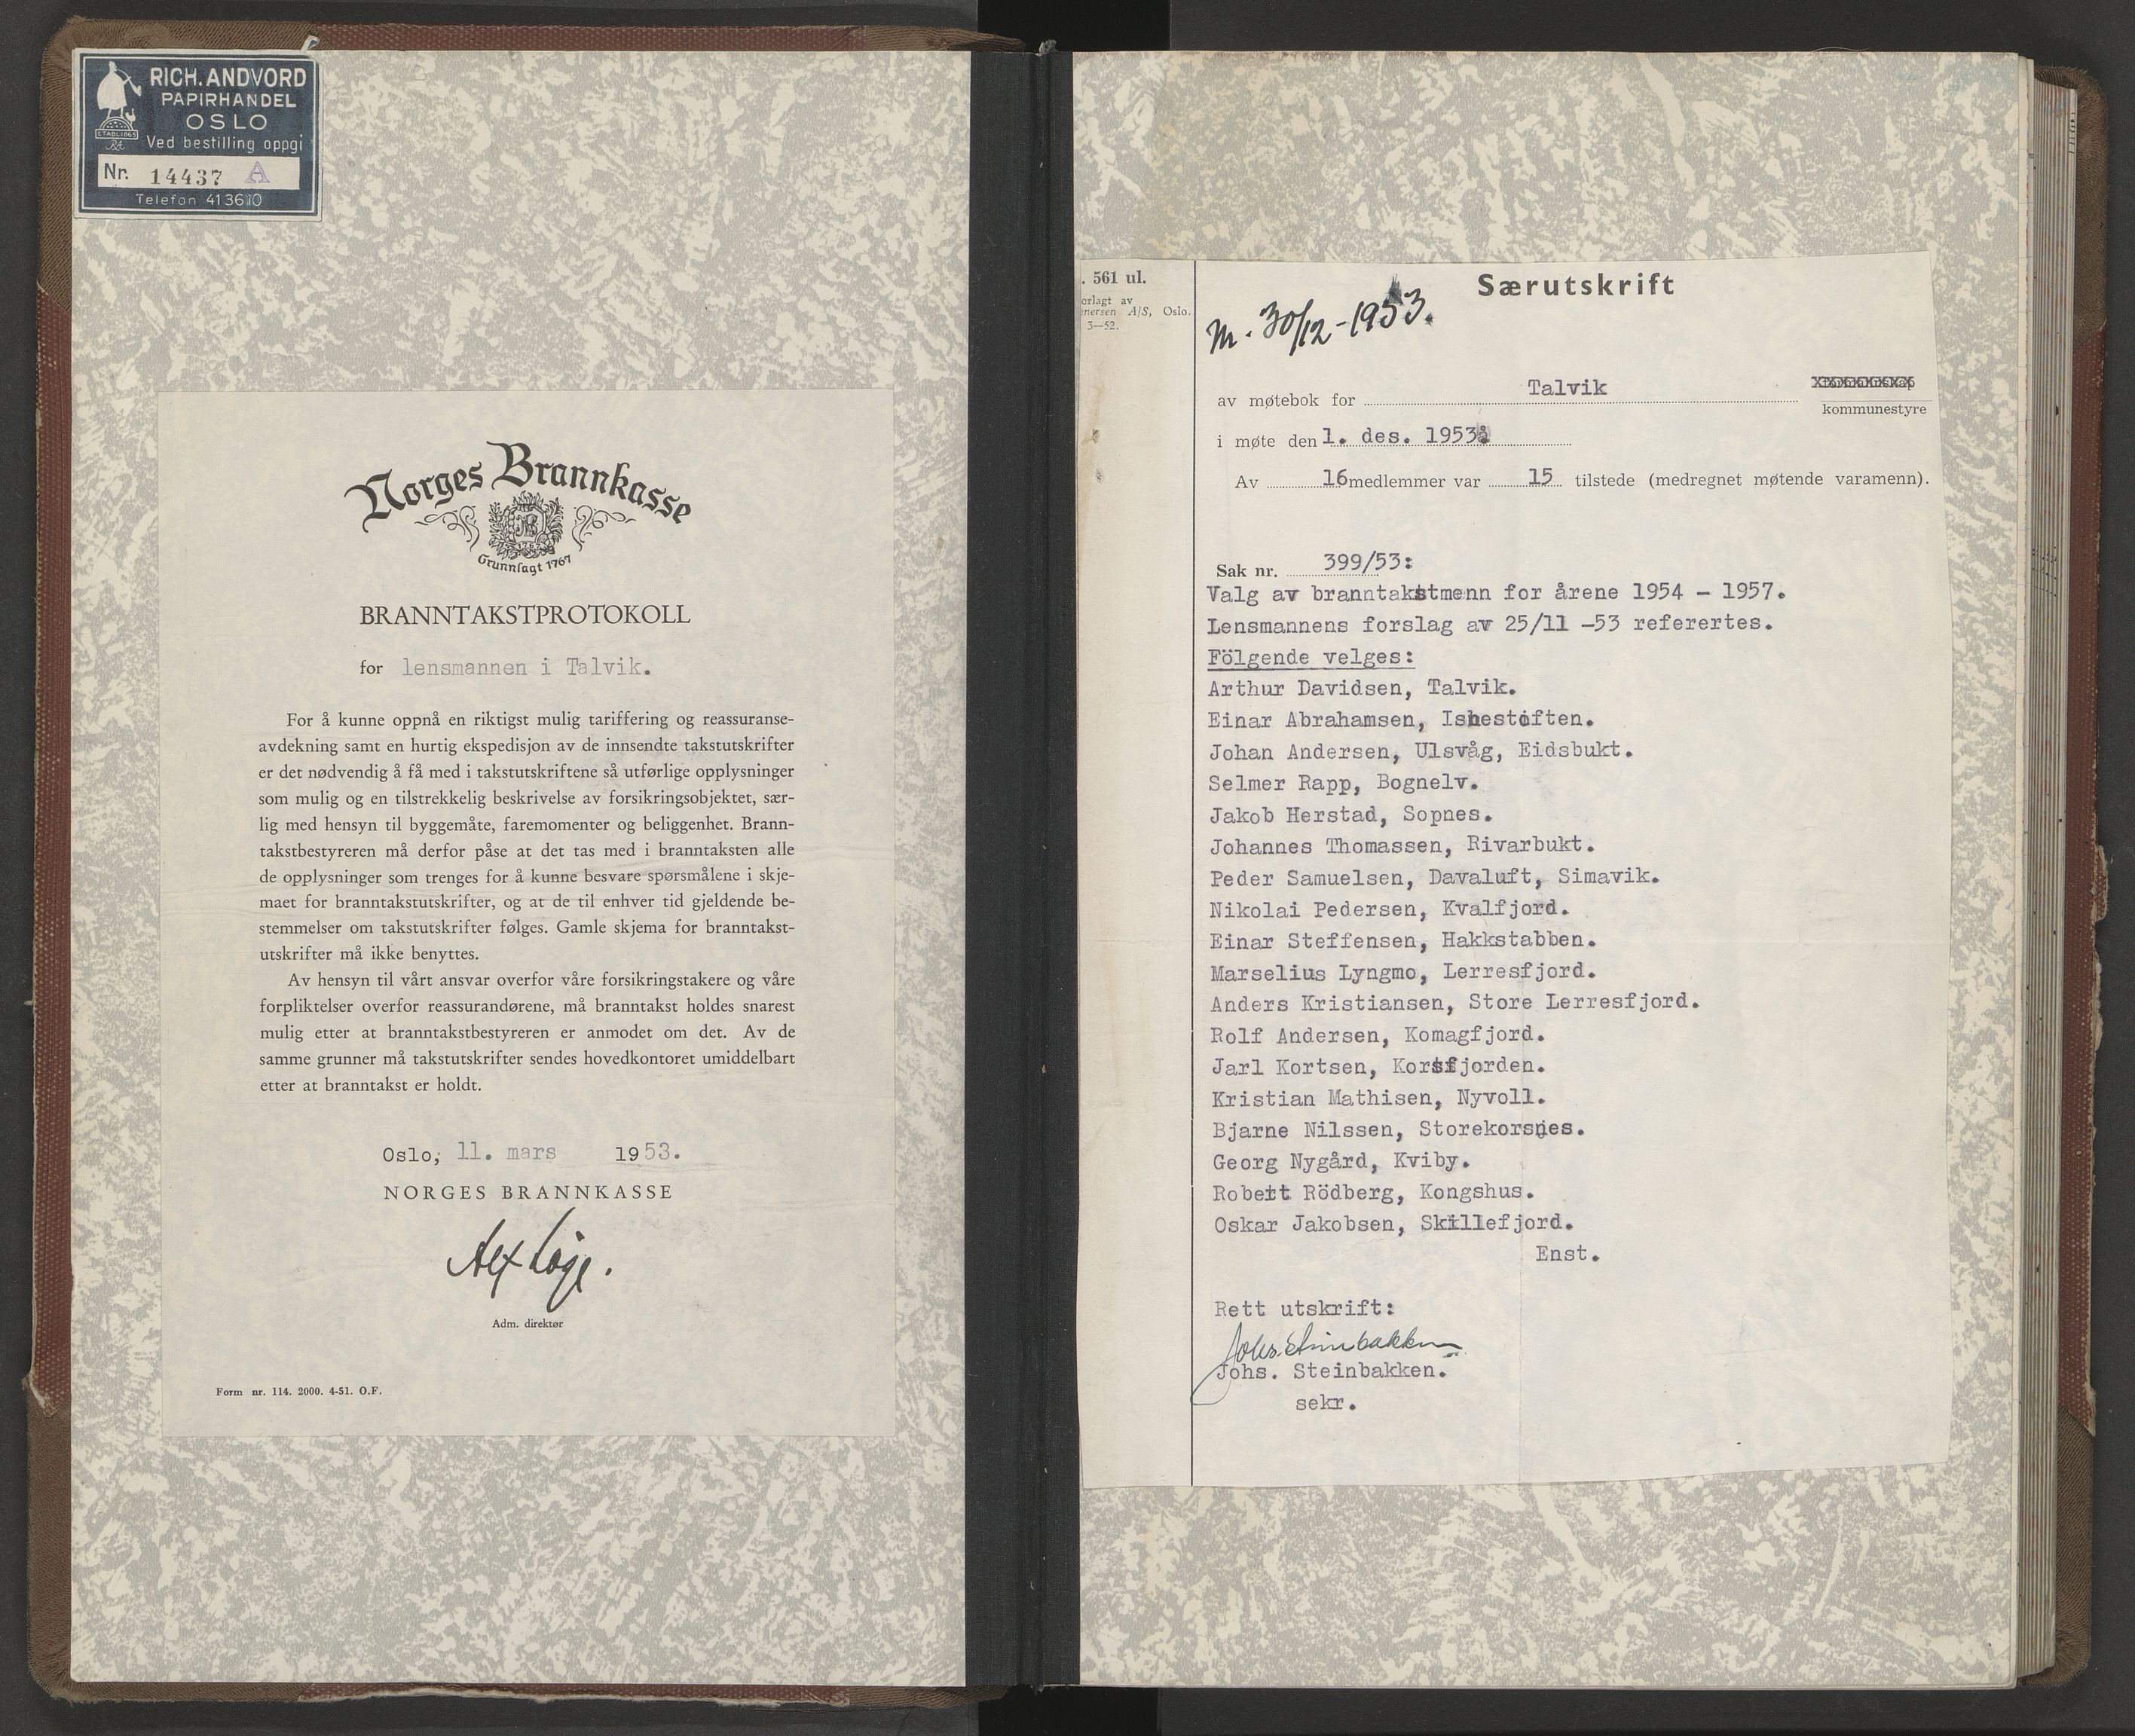 RICH. ANDVORD
PAPIRHANDEL
OSLO
ETABL. 1865
RA
Ved bestilling oppgi
Nr. 14437 A
Telefon 413610
Norges Brannkasse
Grunnlagt 1767
BRANNTAKSTPROTOKOLL
for lensmannen i Talvik.
For å kunne oppnå en riktigst mulig tariffering og reassuranse-
avdekning samt en hurtig ekspedisjon av de innsendte takstutskrifter
er det nødvendig å få med i takstutskriftene så utførlige opplysninger
som mulig og en tilstrekkelig beskrivelse av forsikringsobjektet, sær-
lig med hensyn til byggemåte, faremomenter og beliggenhet. Brann-
takstbestyreren må derfor påse at det tas med i branntaksten alle
de opplysninger som trenges for å kunne besvare spørsmålene i skje-
maet for branntakstutskrifter, og at de til enhver tid gjeldende be-
stemmelser om takstutskrifter følges. Gamle skjema for branntakst-
utskrifter må ikke benyttes.
Av hensyn til vårt ansvar overfor våre forsikringstakere og våre
forpliktelser overfor reassurandørene, må branntakst holdes snarest
mulig etter at branntakstbestyreren er anmodet om det. Av de
samme grunner må takstutskrifter sendes hovedkontoret umiddelbart
etter at branntakst er holdt.
Oslo, 11. mars 1953.
NORGES BRANNKASSE
Adm. direktør
Form nr. 114. 2000. 4-51. O.F.
. 561 ul.
orlagt av
nersen A/S, Oslo.
3—52.
Særutskrift
m. 30/12-1953.
av møtebok for Talvik
kommunestyre
i møte den 1. des. 1953
Av 16 medlemmer var 15 tilstede (medregnet møtende varamenn).
Sak nr. 399/53:
Valg av branntakstmenn for årene 1954 - 1957.
Lensmannens forslag av 25/11 -53 referertes.
Fölgende velges:
Arthur Davidsen, Talvik.
Einar Abrahamsen, Isnestoften.
Johan Andersen, Ulsvåg, Eidsbukt.
Selmer Rapp, Bognelv.
Jakob Herstad, Sopnes.
Johannes Thomassen, Rivarbukt.
Peder Samuelsen, Davaluft, Simavik.
Nikolai Pedersen, Kvalfjord.
Einar Steffensen, Hakkstabben.
Marselius Lyngmo, Lerresfjord.
Anders Kristiansen, Store Lerresfjord.
Rolf Andersen, Komagfjord.
Jarl Kortsen, Korsfjorden.
Kristian Mathisen, Nyvoll.
Bjarne Nilssen, Storekorsnes.
Georg Nygård, Kviby.
Robert Rödberg, Kongshus.
Oskar Jakobsen, Skillefjord.
Enst.
Rett utskrift:
Johs. Steinbakken
Johs. Steinbakken.
sekr.